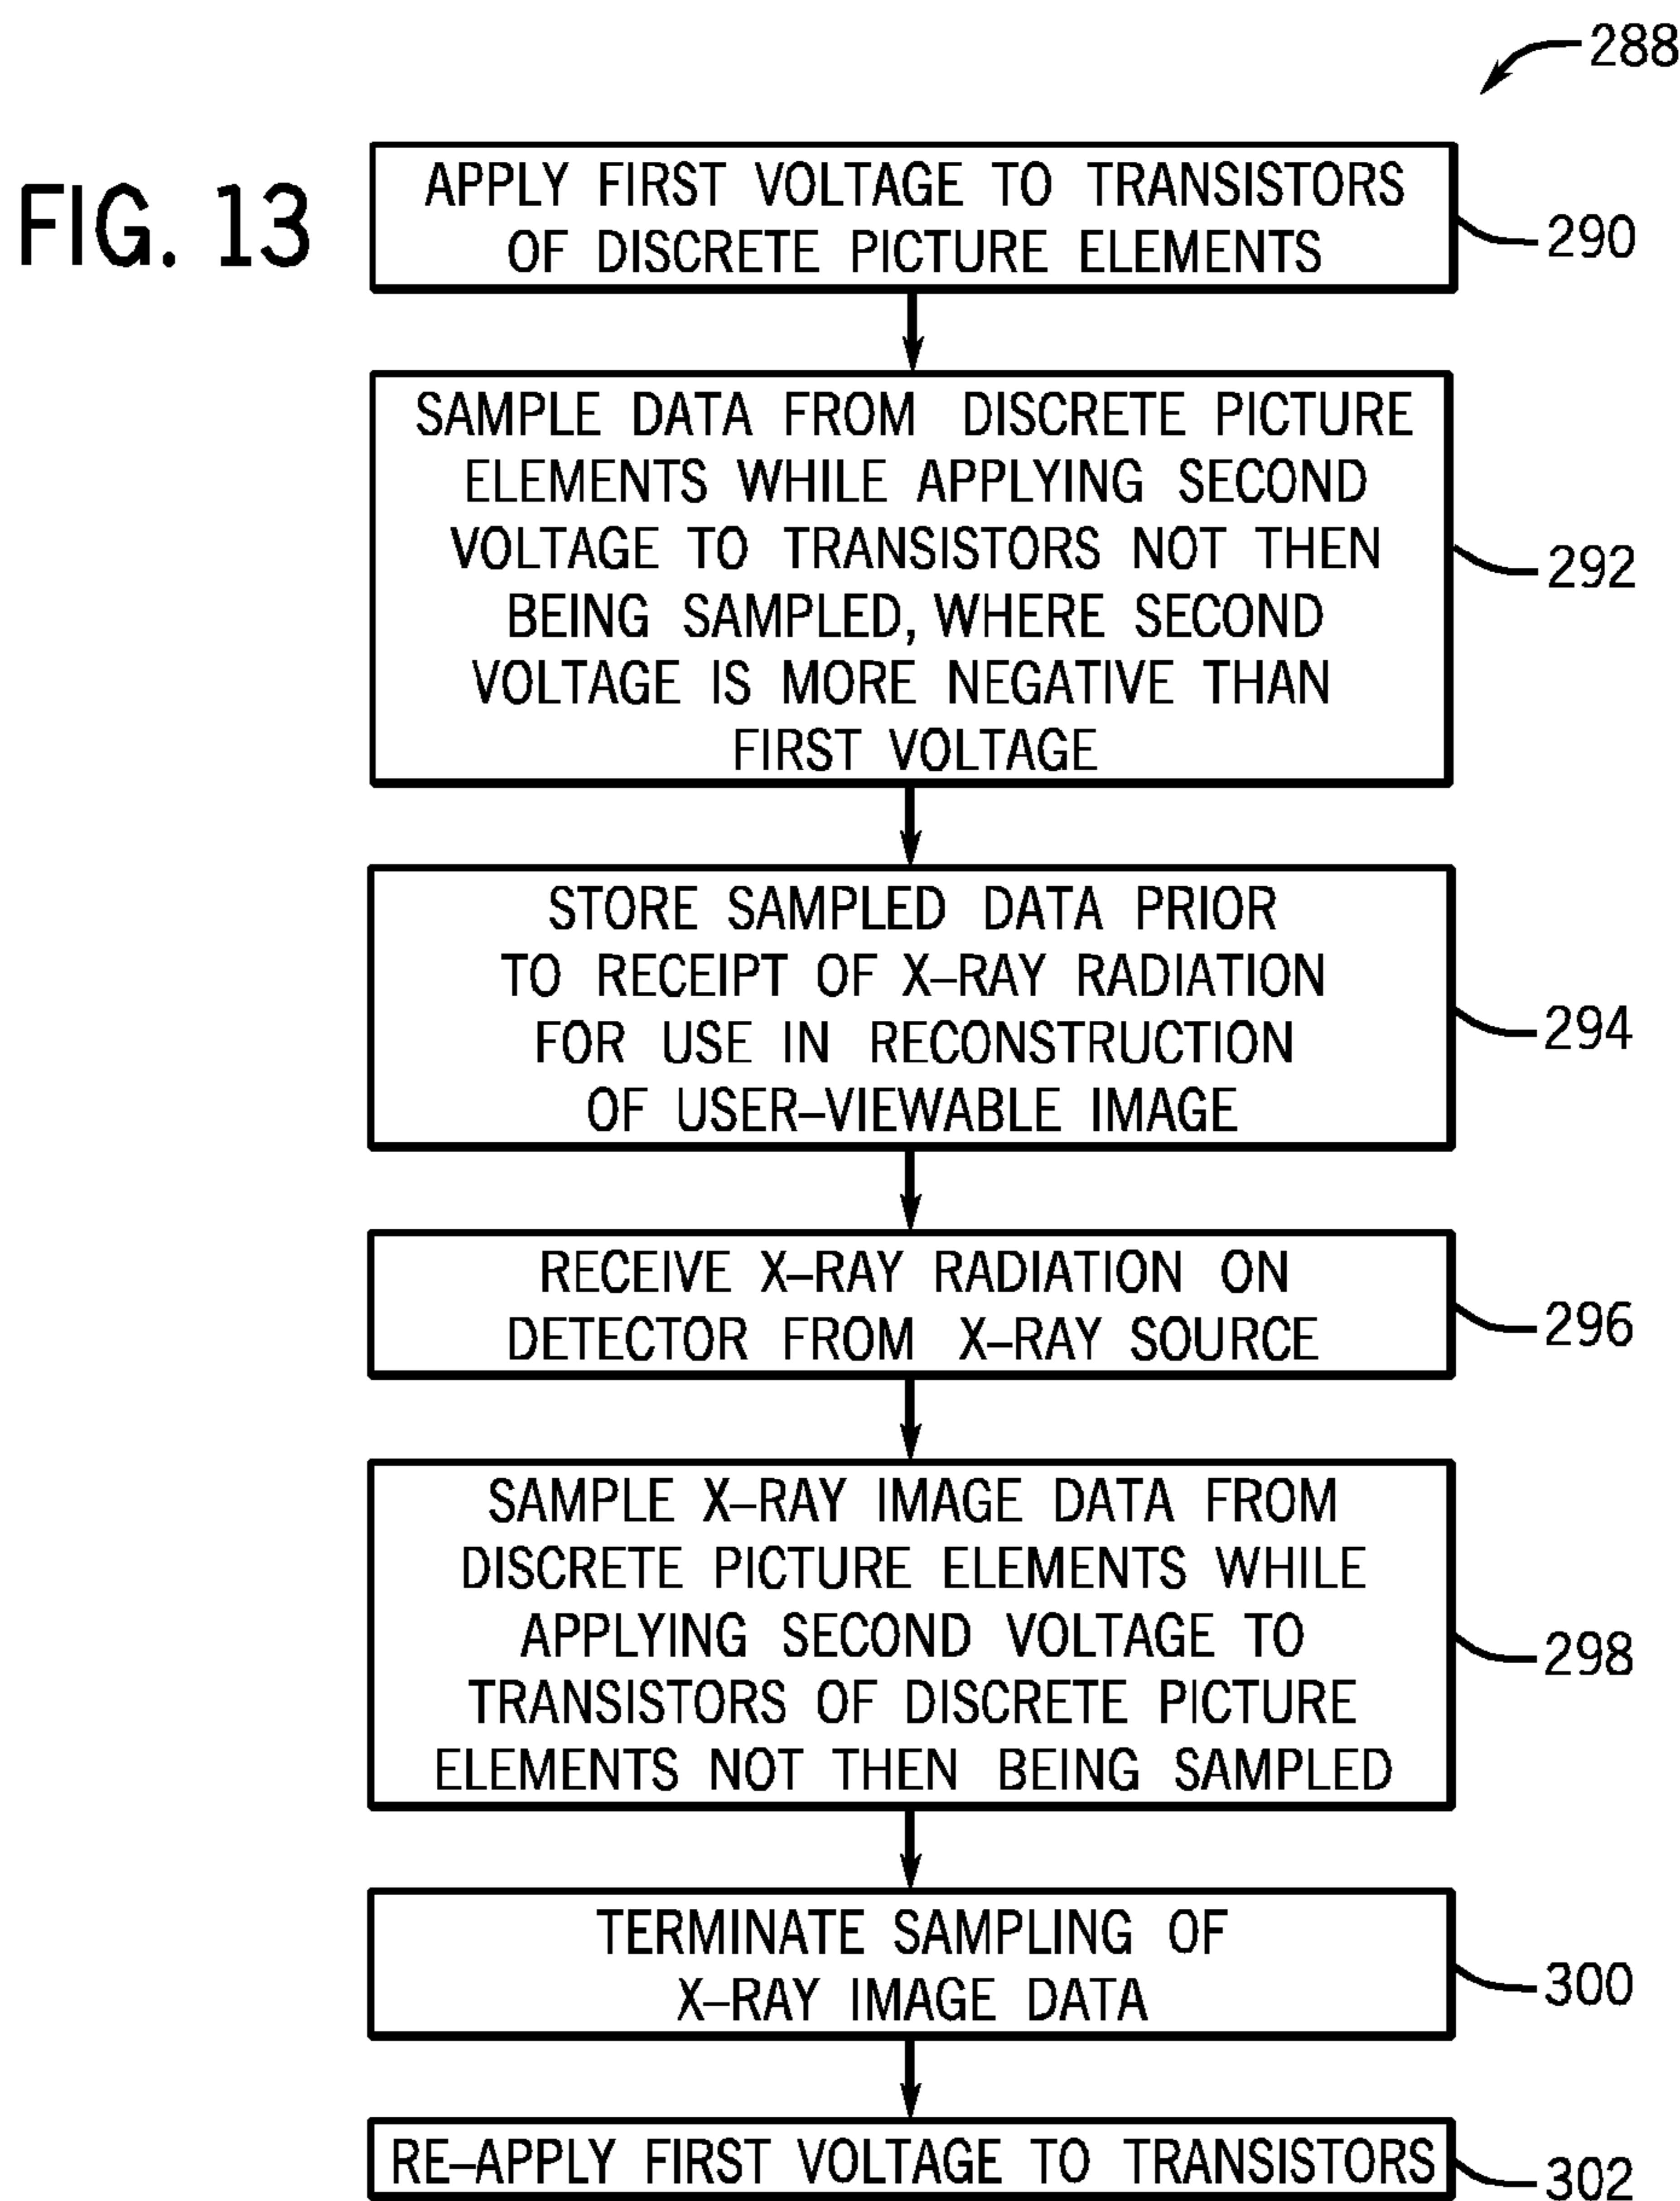 288
FIG. 13
APPLY FIRST VOLTAGE TO TRANSISTORS
OF DISCRETE PICTURE ELEMENTS
290
SAMPLE DATA FROM DISCRETE PICTURE
ELEMENTS WHILE APPLYING SECOND
VOLTAGE TO TRANSISTORS NOT THEN
BEING SAMPLED, WHERE SECOND
VOLTAGE IS MORE NEGATIVE THAN
FIRST VOLTAGE
292
STORE SAMPLED DATA PRIOR
TO RECEIPT OF X–RAY RADIATION
FOR USE IN RECONSTRUCTION
OF USER–VIEWABLE IMAGE
294
RECEIVE X–RAY RADIATION ON
DETECTOR FROM X–RAY SOURCE
296
SAMPLE X–RAY IMAGE DATA FROM
DISCRETE PICTURE ELEMENTS WHILE
APPLYING SECOND VOLTAGE TO
TRANSISTORS OF DISCRETE PICTURE
ELEMENTS NOT THEN BEING SAMPLED
298
TERMINATE SAMPLING OF
X–RAY IMAGE DATA
300
RE–APPLY FIRST VOLTAGE TO TRANSISTORS
302